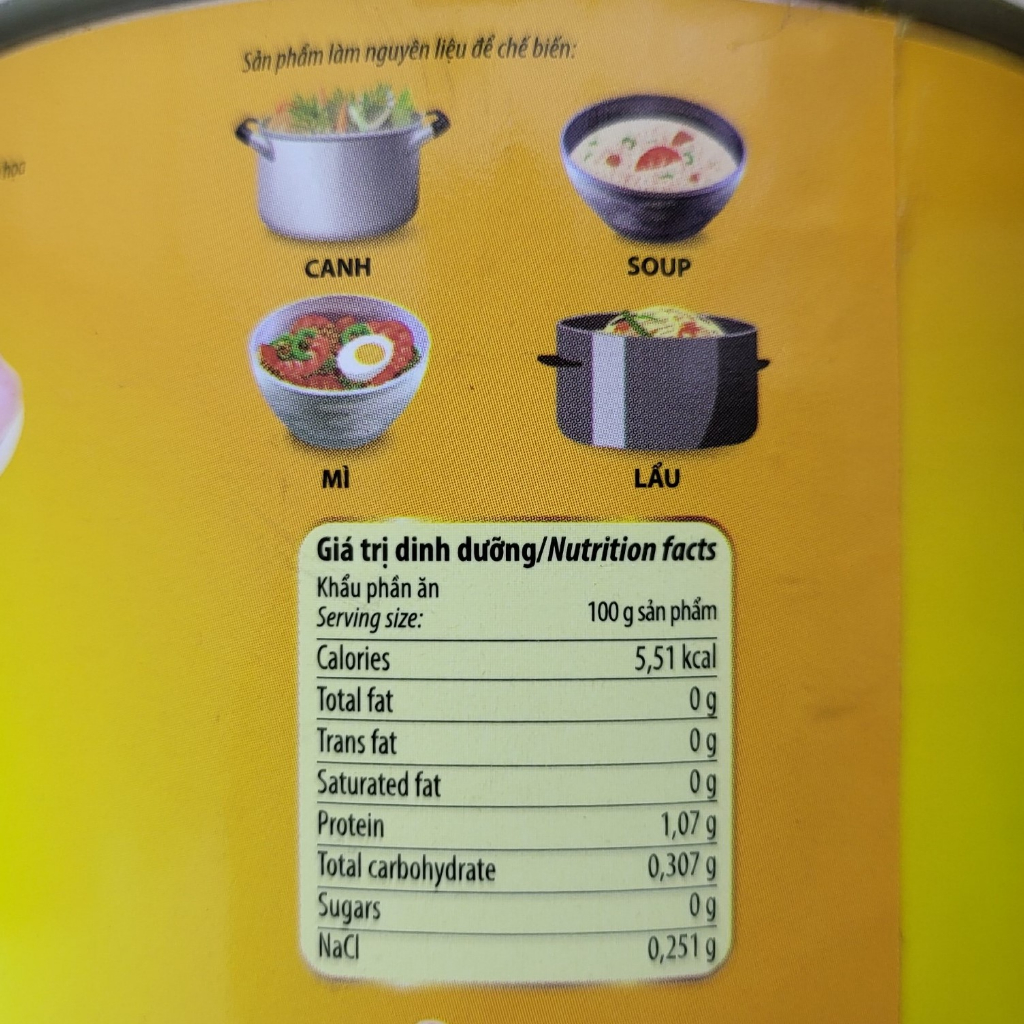 Sản phẩm làm nguyên liệu để chế biến:
họa
CANH
SOUP
MÌ
LẨU
Giá trị dinh dưỡng/Nutrition facts
Khẩu phần ăn
Serving size: 100 g sản phẩm
Calories 5,51 kcal
Total fat 0 g
Trans fat 0 g
Saturated fat 0 g
Protein 1,07 g
Total carbohydrate 0,307 g
Sugars 0 g
NaCl 0,251 g